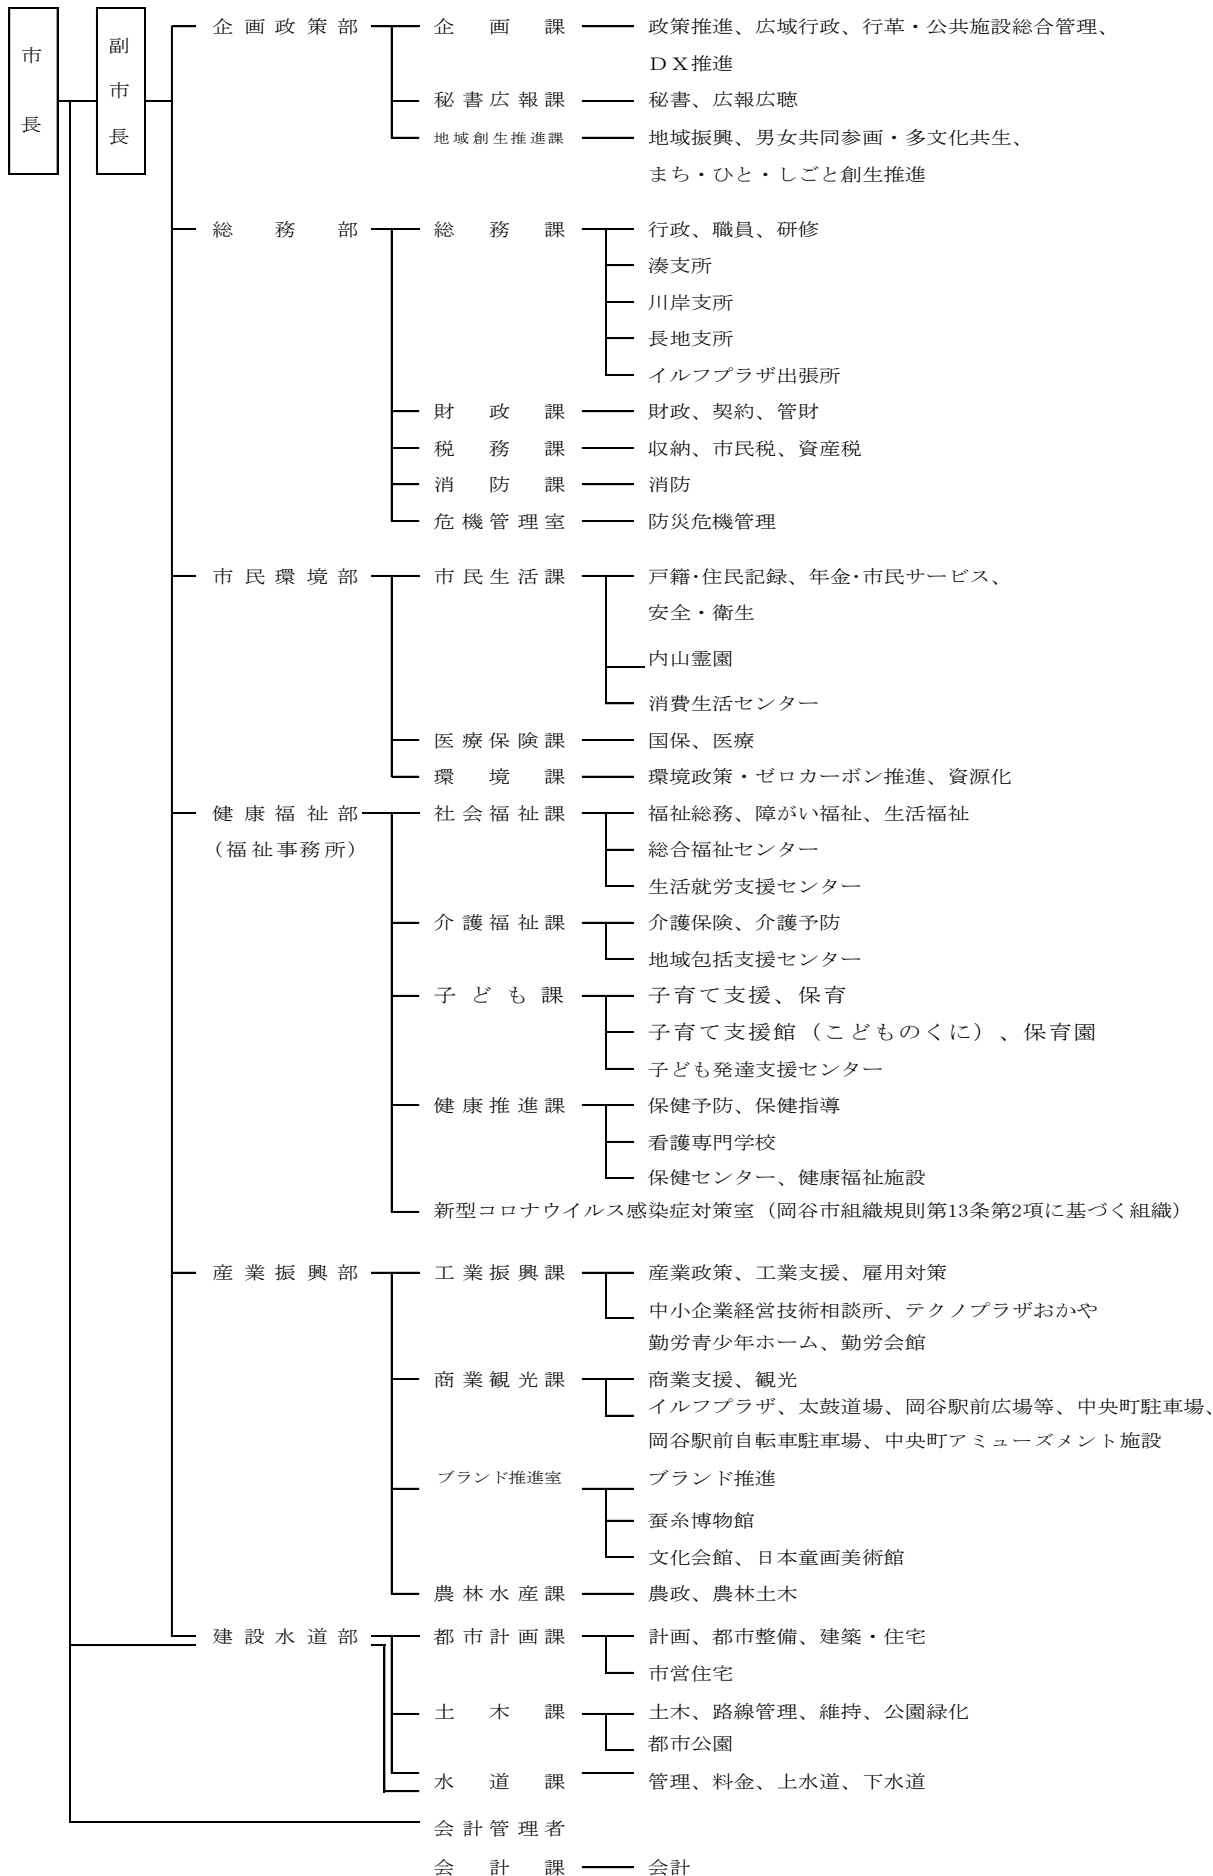 市長
副市長
企画政策部 企画課 政策推進、広域行政、行革・公共施設総合管理、
ＤＸ推進
秘書広報課 秘書、広報広聴
地域創生推進課 地域振興、男女共同参画・多文化共生、
まち・ひと・しごと創生推進
総務部 総務課 行政、職員、研修
湊支所
川岸支所
長地支所
イルフプラザ出張所
財政課 財政、契約、管財
税務課 収納、市民税、資産税
消防課 消防
危機管理室 防災危機管理
市民環境部 市民生活課 戸籍・住民記録、年金・市民サービス、
安全・衛生
内山霊園
消費生活センター
医療保険課 国保、医療
環境課 環境政策・ゼロカーボン推進、資源化
健康福祉部 社会福祉課 福祉総務、障がい福祉、生活福祉
（福祉事務所） 総合福祉センター
生活就労支援センター
介護福祉課 介護保険、介護予防
地域包括支援センター
子ども課 子育て支援、保育
子育て支援館（こどものくに）、保育園
子ども発達支援センター
健康推進課 保健予防、保健指導
看護専門学校
保健センター、健康福祉施設
新型コロナウイルス感染症対策室（岡谷市組織規則第13条第2項に基づく組織）
産業振興部 工業振興課 産業政策、工業支援、雇用対策
中小企業経営技術相談所、テクノプラザおかや
勤労青少年ホーム、勤労会館
商業観光課 商業支援、観光
イルフプラザ、太鼓道場、岡谷駅前広場等、中央町駐車場、
岡谷駅前自転車駐車場、中央町アミューズメント施設
ブランド推進室 ブランド推進
蚕糸博物館
文化会館、日本童画美術館
農林水産課 農政、農林土木
建設水道部 都市計画課 計画、都市整備、建築・住宅
市営住宅
土木課 土木、路線管理、維持、公園緑化
都市公園
水道課 管理、料金、上水道、下水道
会計管理者
会計課 会計